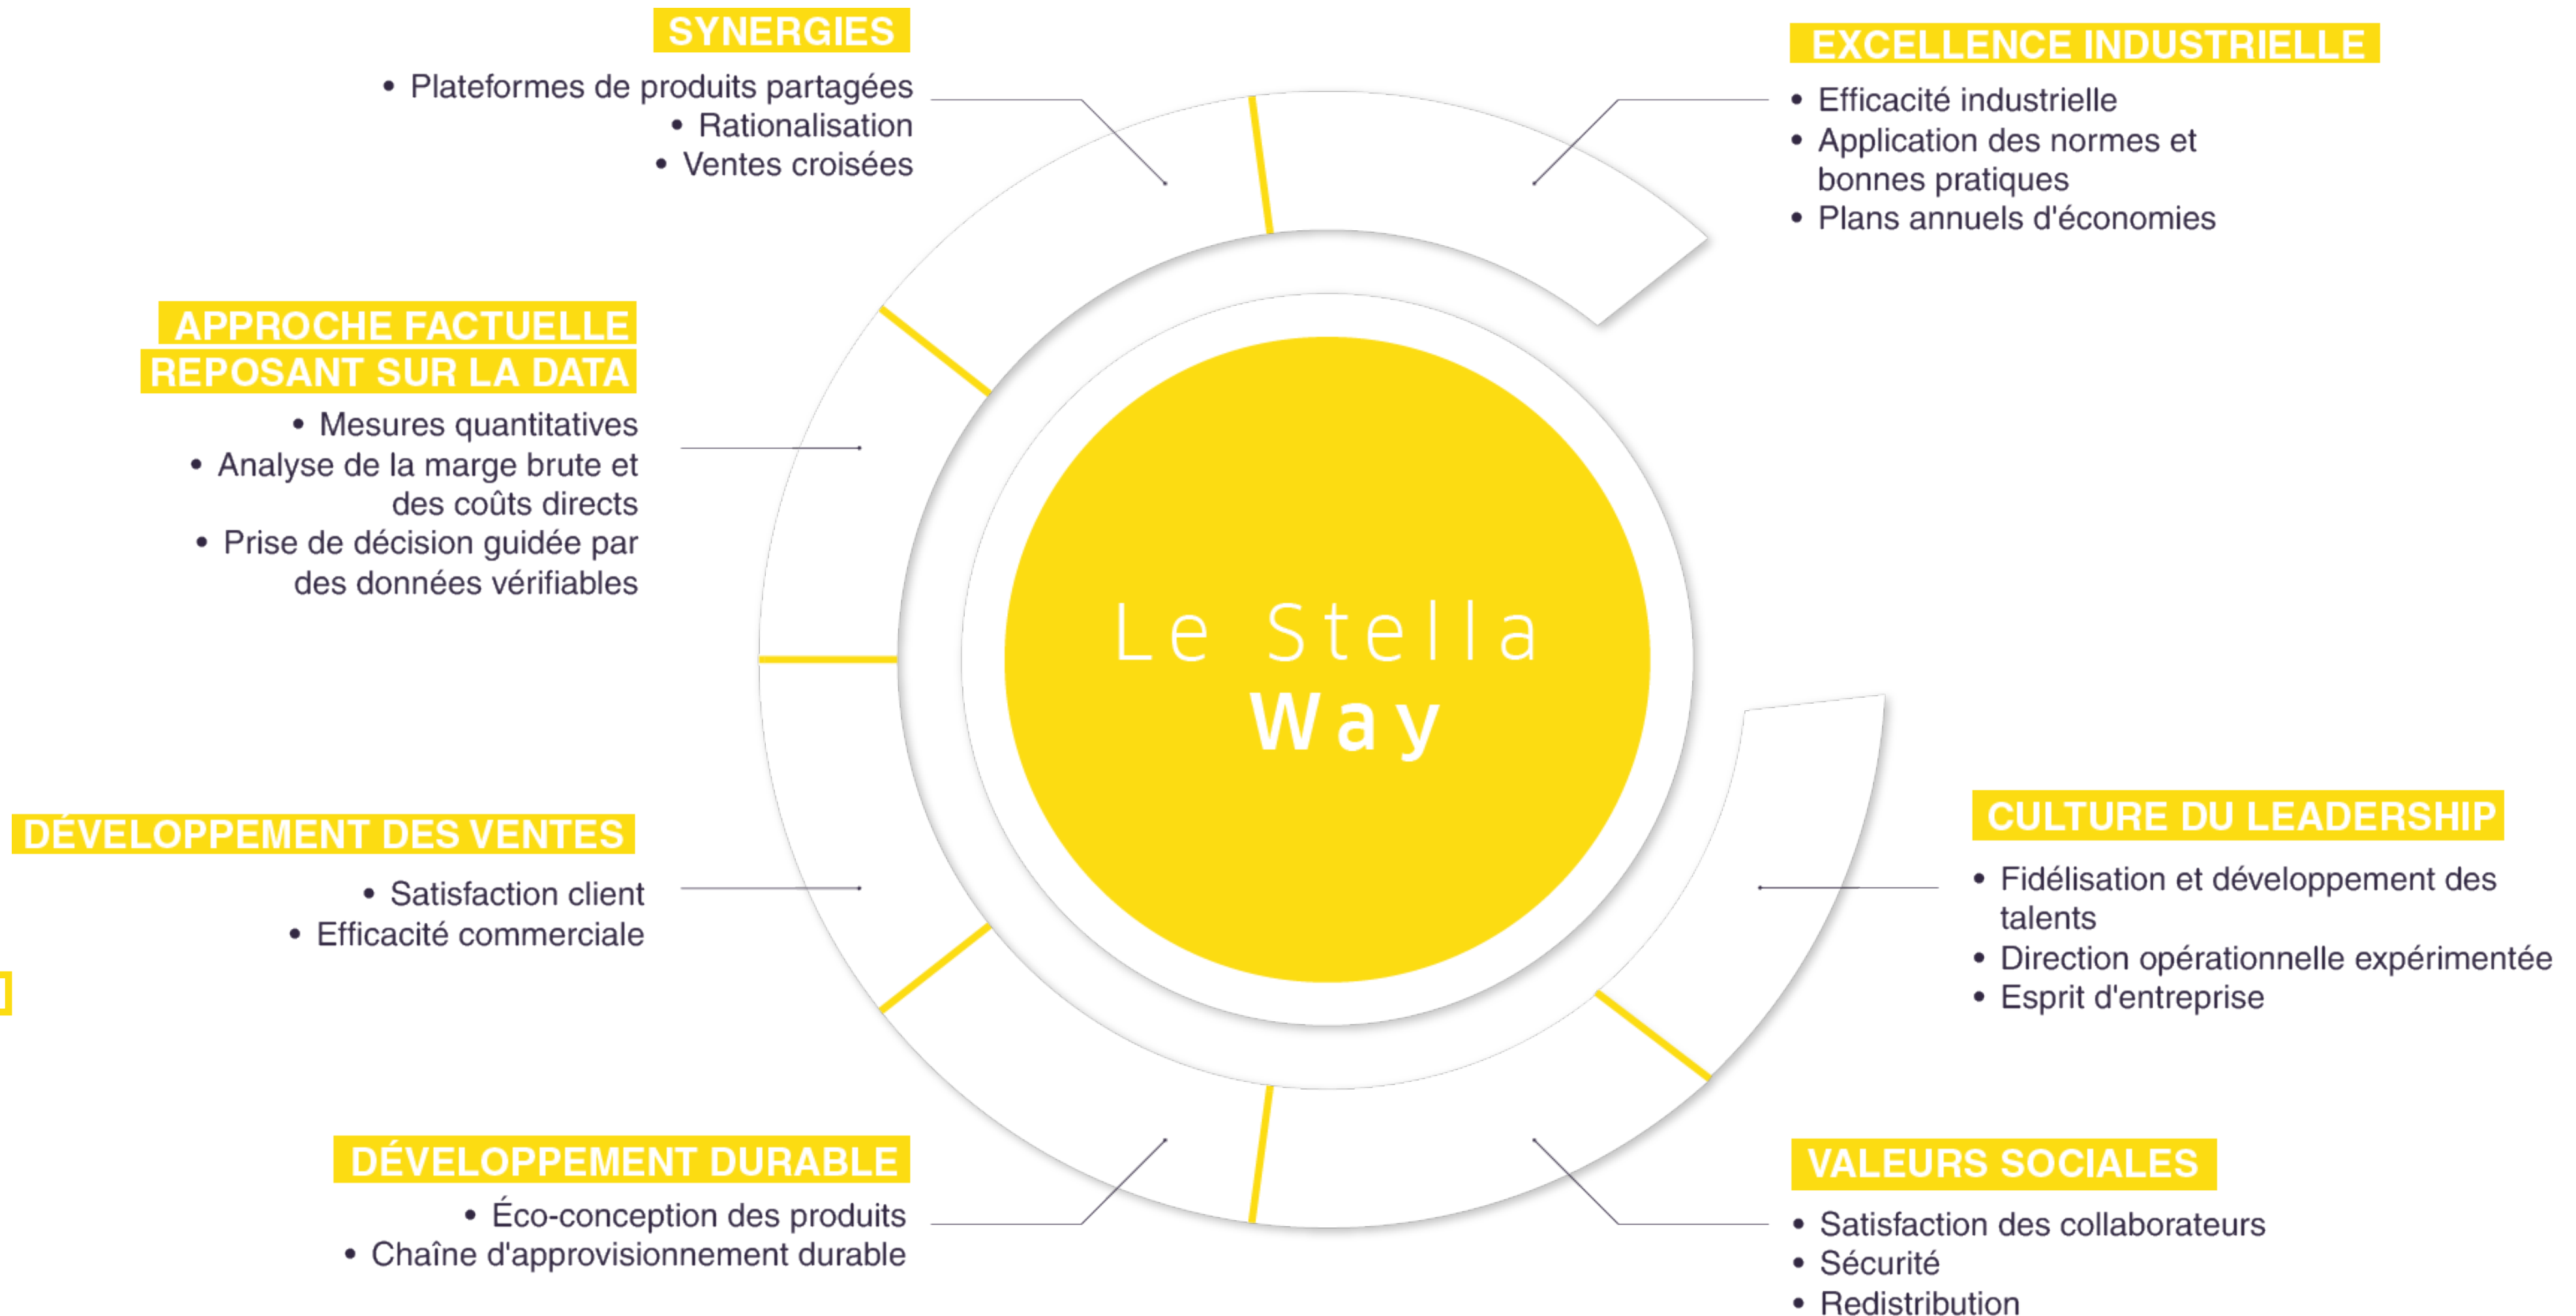 SYNERGIES
• Plateformes de produits partagées
• Rationalisation
• Ventes croisées
EXCELLENCE INDUSTRIELLE
• Efficacité industrielle
• Application des normes et
bonnes pratiques
• Plans annuels d'économies
APPROCHE FACTUELLE
REPOSANT SUR LA DATA
• Mesures quantitatives
• Analyse de la marge brute et
des coûts directs
• Prise de décision guidée par
des données vérifiables
Le Stella
Way
DÉVELOPPEMENT DES VENTES
• Satisfaction client
• Efficacité commerciale
CULTURE DU LEADERSHIP
• Fidélisation et développement des
talents
• Direction opérationnelle expérimentée
• Esprit d'entreprise
DÉVELOPPEMENT DURABLE
• Éco-conception des produits
• Chaîne d'approvisionnement durable
VALEURS SOCIALES
• Satisfaction des collaborateurs
• Sécurité
• Redistribution